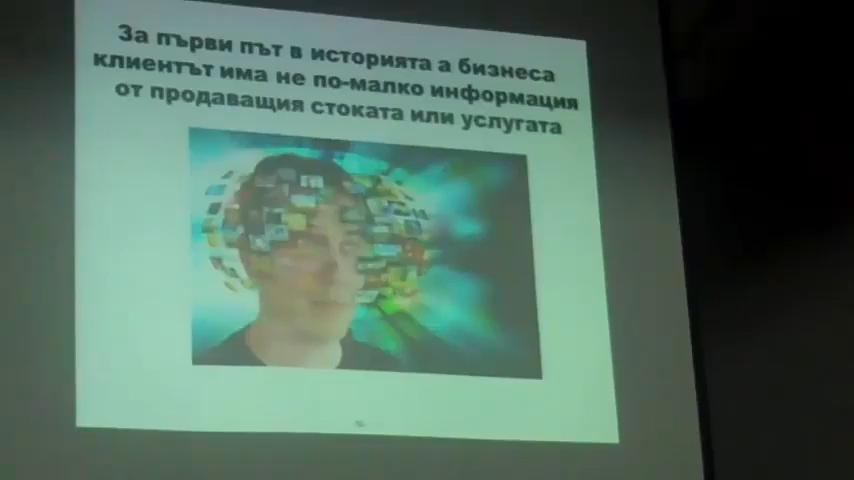 За първи път в историята а бизнеса
клиентът има не по-малко информация
от продаващия стоката или услугата